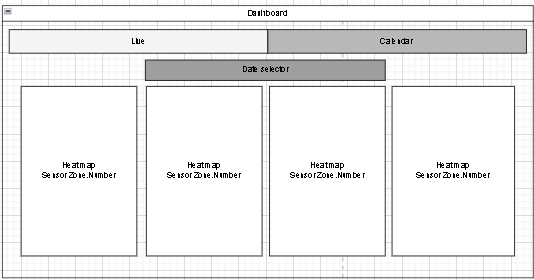 Dashboard
Live
Calendar
Date selector
Heatmap
SensorZone.Number
Heatmap
SensorZone.Number
Heatmap
SensorZone.Number
Heatmap
SensorZone.Number